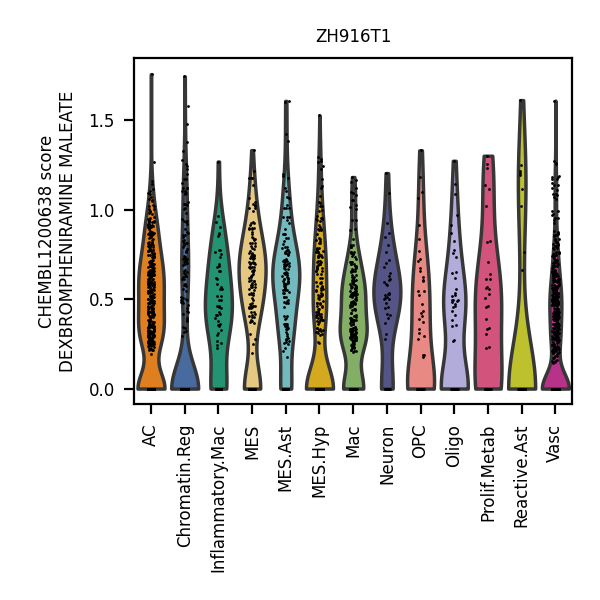 ZH916T1
CHEMBL1200638 score
DEXBROMPHENIRAMINE MALEATE
1.5
1.0
0.5
0.0
AC
Chromatin.Reg
Inflammatory.Mac
MES
MES.Ast
MES.Hyp
Mac
Neuron
OPC
Oligo
Prolif.Metab
Reactive.Ast
Vasc